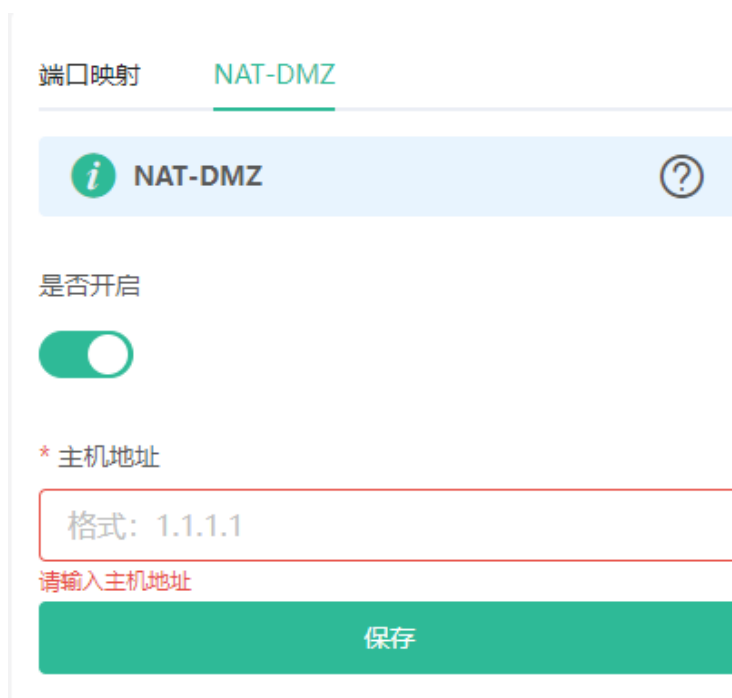 端口映射 NAT-DMZ
i NAT-DMZ ?
是否开启
* 主机地址
格式：1.1.1.1
请输入主机地址
保存